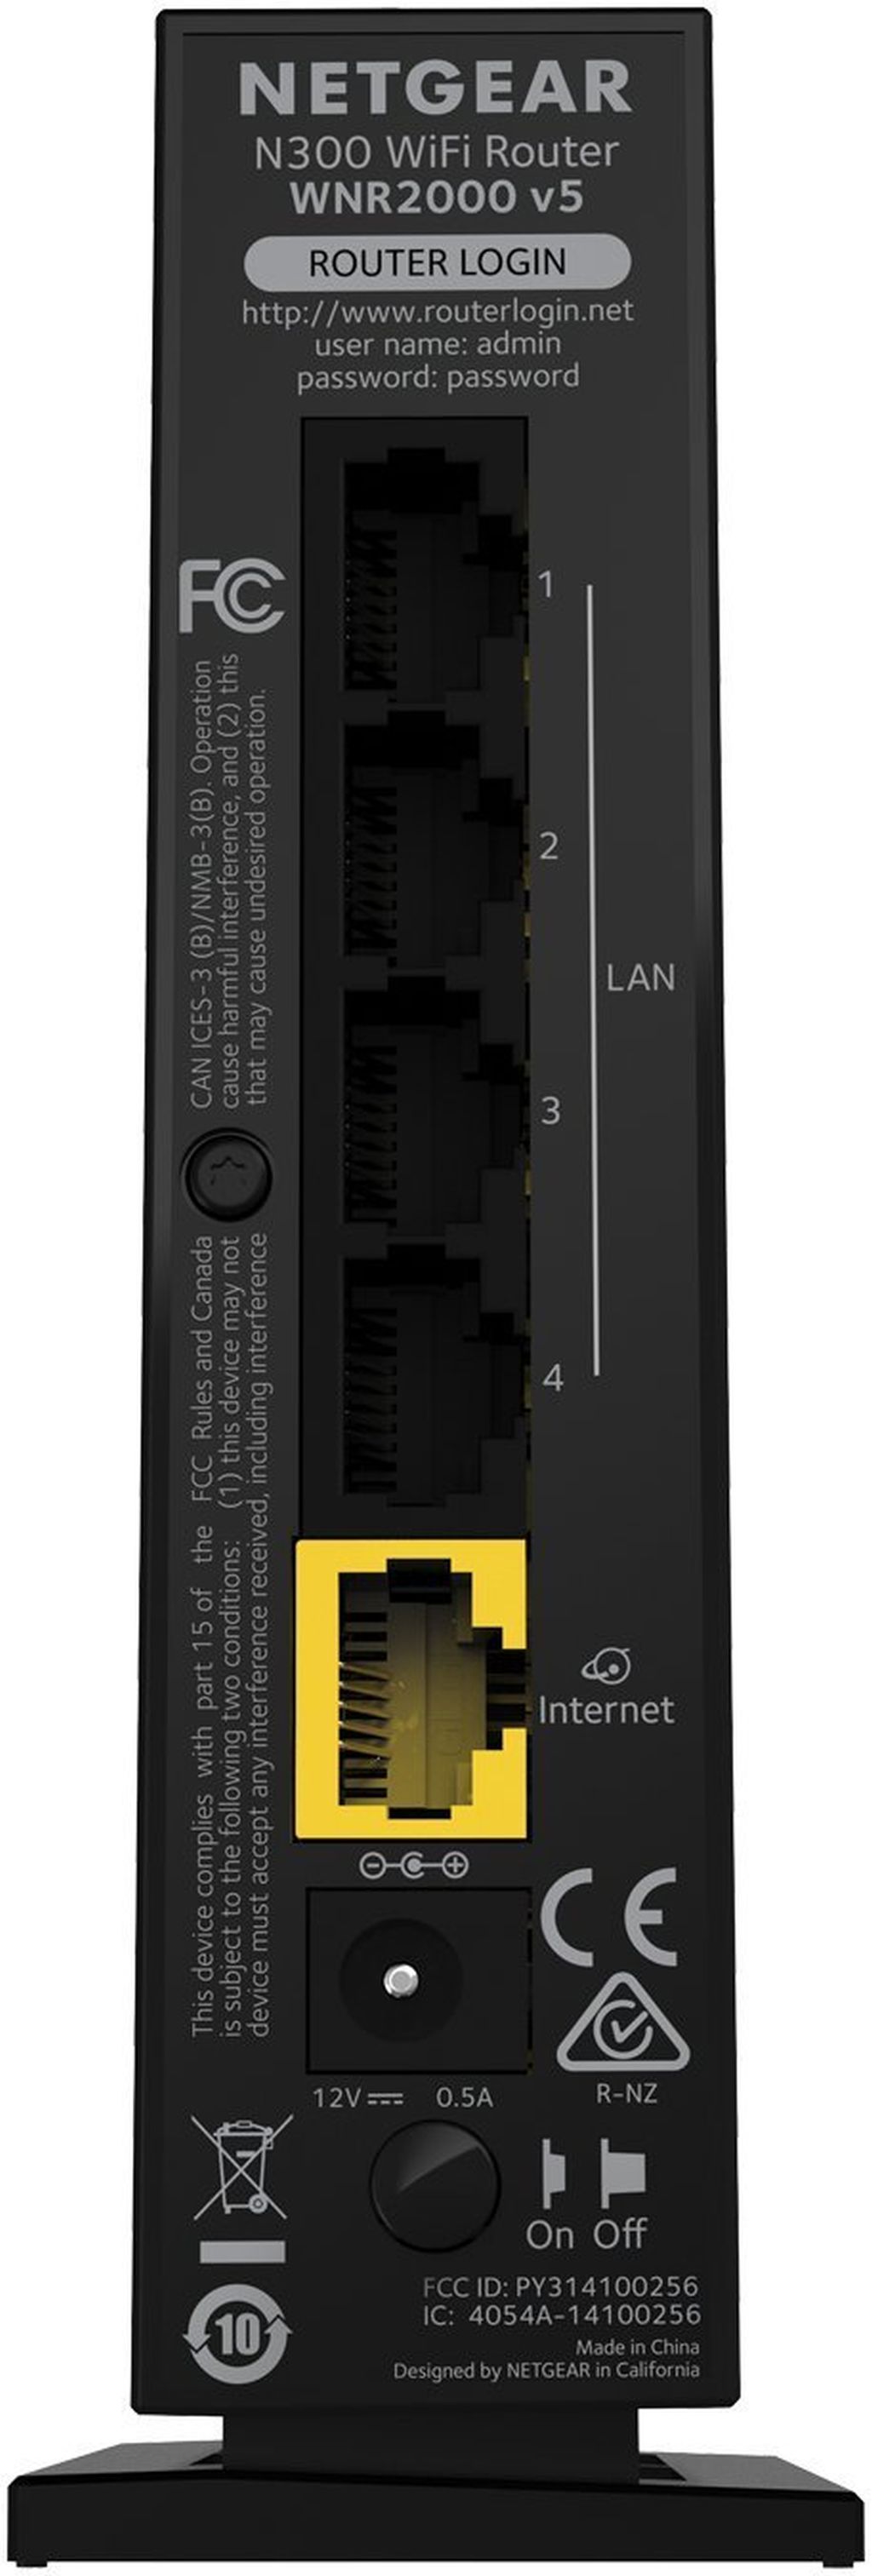 NETGEAR
N300 WiFi Router
WNR2000 v5
ROUTER LOGIN
http://www.routerlogin.net
user name: admin
password: password
FC
This device complies with part 15 of the FCC Rules and Canada CAN ICES-3 (B)/NMB-3(B). Operation
is subject to the following two conditions: (1) this device may not cause harmful interference, and (2) this
device must accept any interference received, including interference that may cause undesired operation.
1
2
3
4
LAN
Internet
CE
12V 0.5A
R-NZ
On Off
10
FCC ID: PY314100256
IC: 4054A-14100256
Made in China
Designed by NETGEAR in California